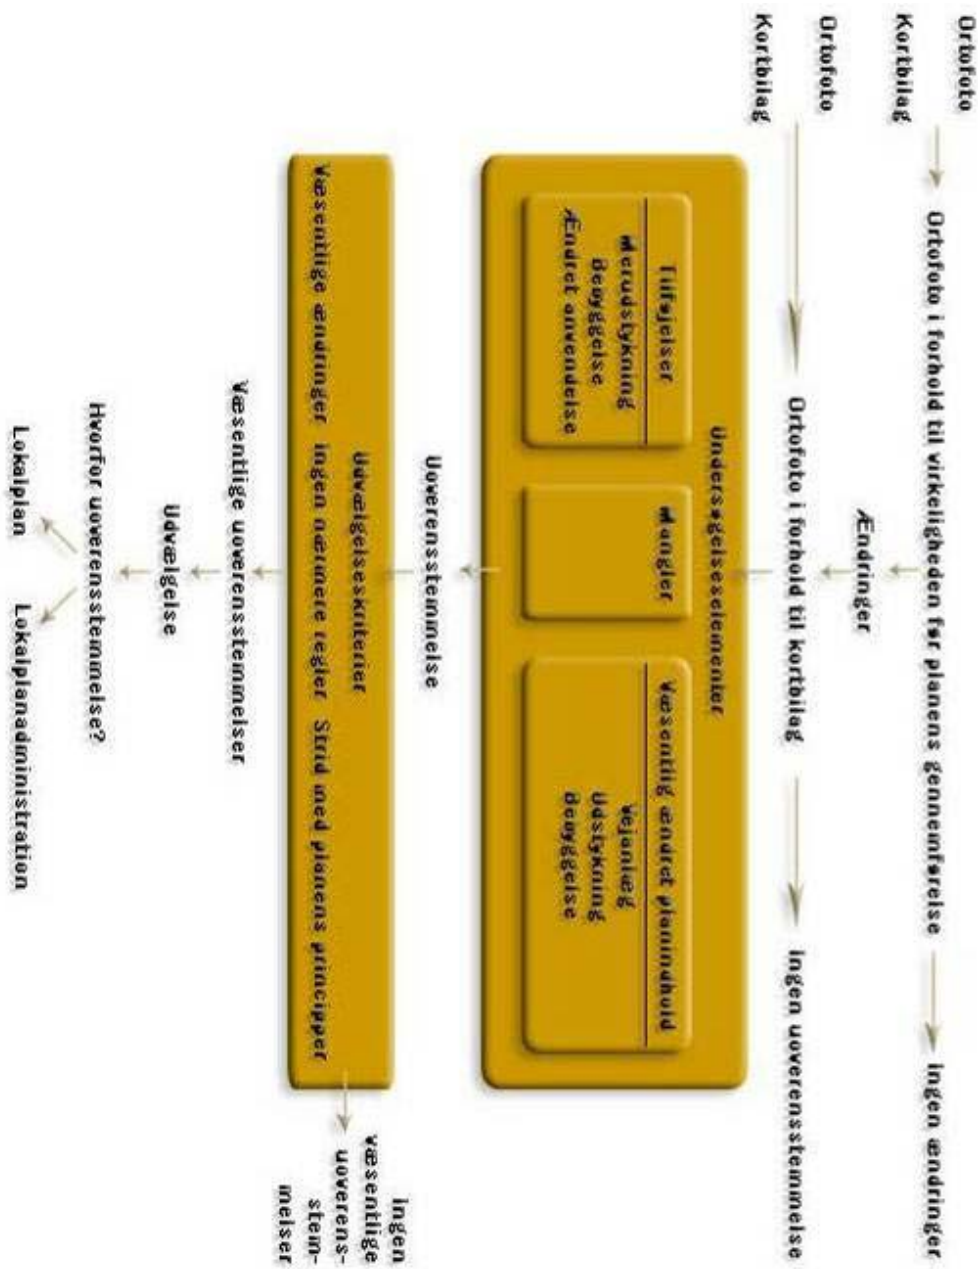 Ortofoto
Kortbilag
Ortofoto i forhold til virkeligheden før planens gennemførelse
Ingen ændringer
Ændringer
Ortofoto
Kortbilag
Ortofoto i forhold til kortbilag
Ingen uoverensstemmelse
Undersøgelseselementer
Tilføjelser
Merudstykning
Bebyggelse
Ændret anvendelse
Mangler
Væsentlig ændret planindhold
Vejanlæg
Udstykning
Bebyggelse
Uoverensstemmelse
Udvælgelseskriterier
Væsentlige ændringer ingen nærmere regler Strid med planens principper
Ingen
væsentlige
uoverens-
stem-
melser
Væsentlige uoverensstemmelser
Udvælgelse
Hvorfor uoverensstemmelse?
Lokalplan
Lokalplanadministration